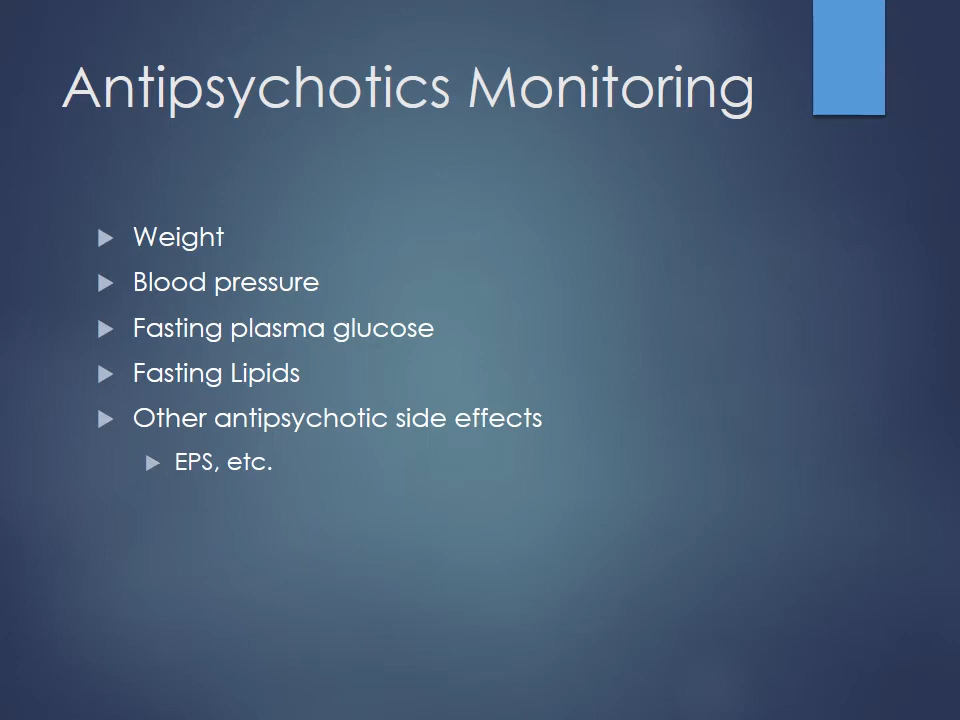 Antipsychotics Monitoring
Weight
Blood pressure
Fasting plasma glucose
Fasting Lipids
Other antipsychotic side effects
EPS, etc.